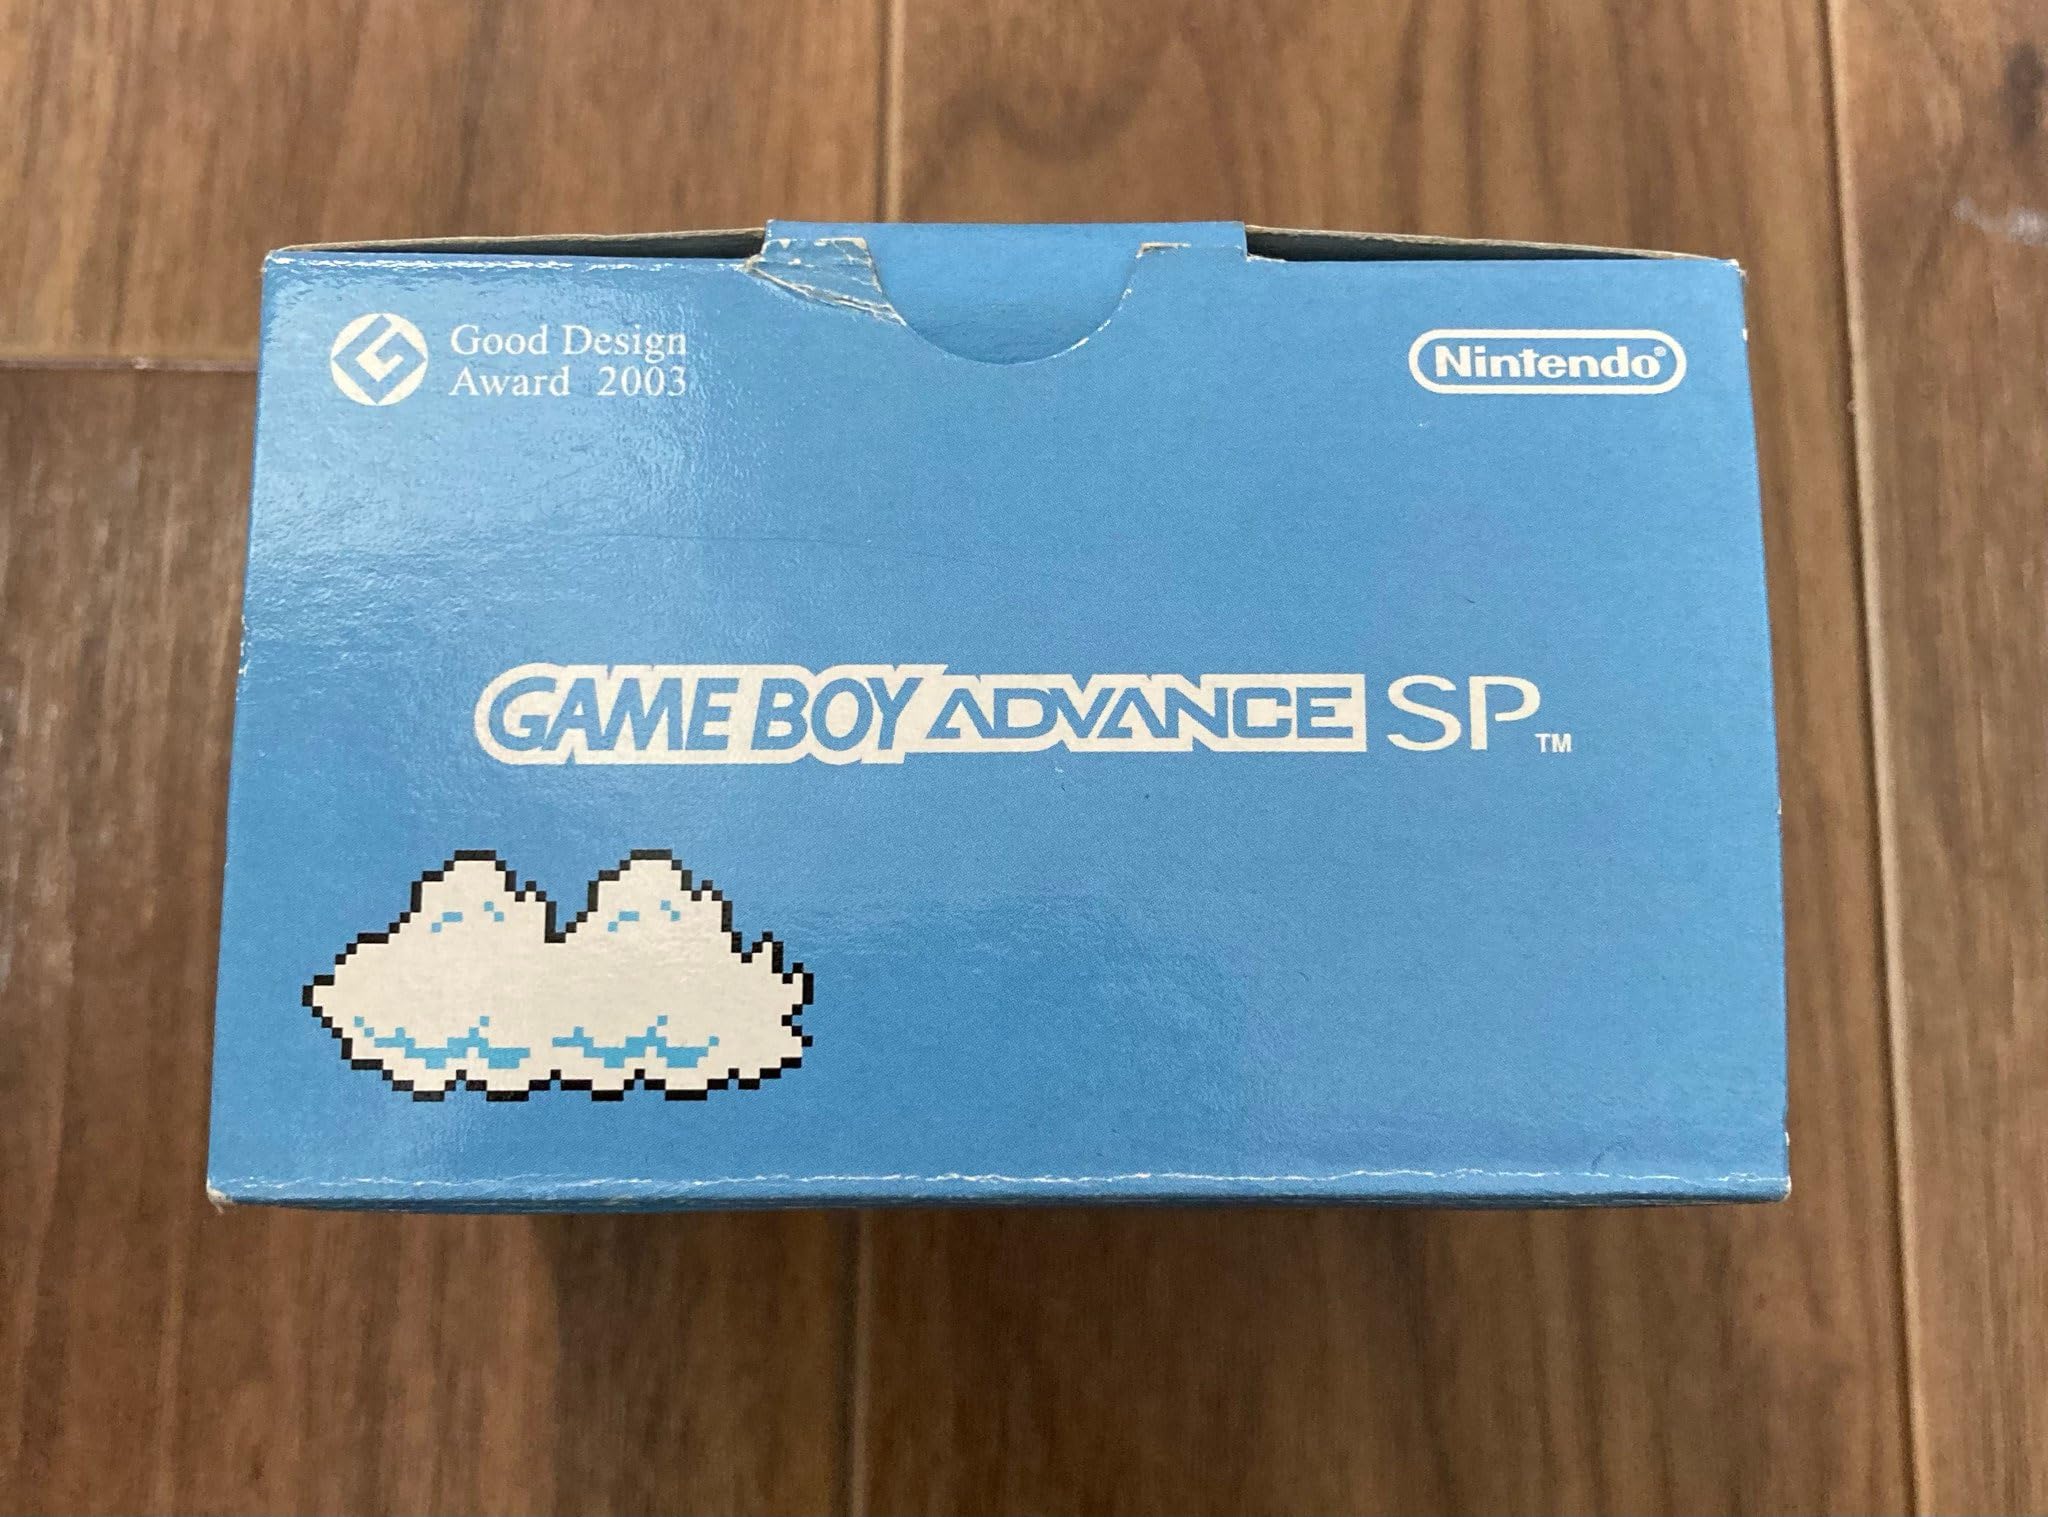 Good Design
Award 2003
Nintendo®
GAME BOY ADVANCE SP™